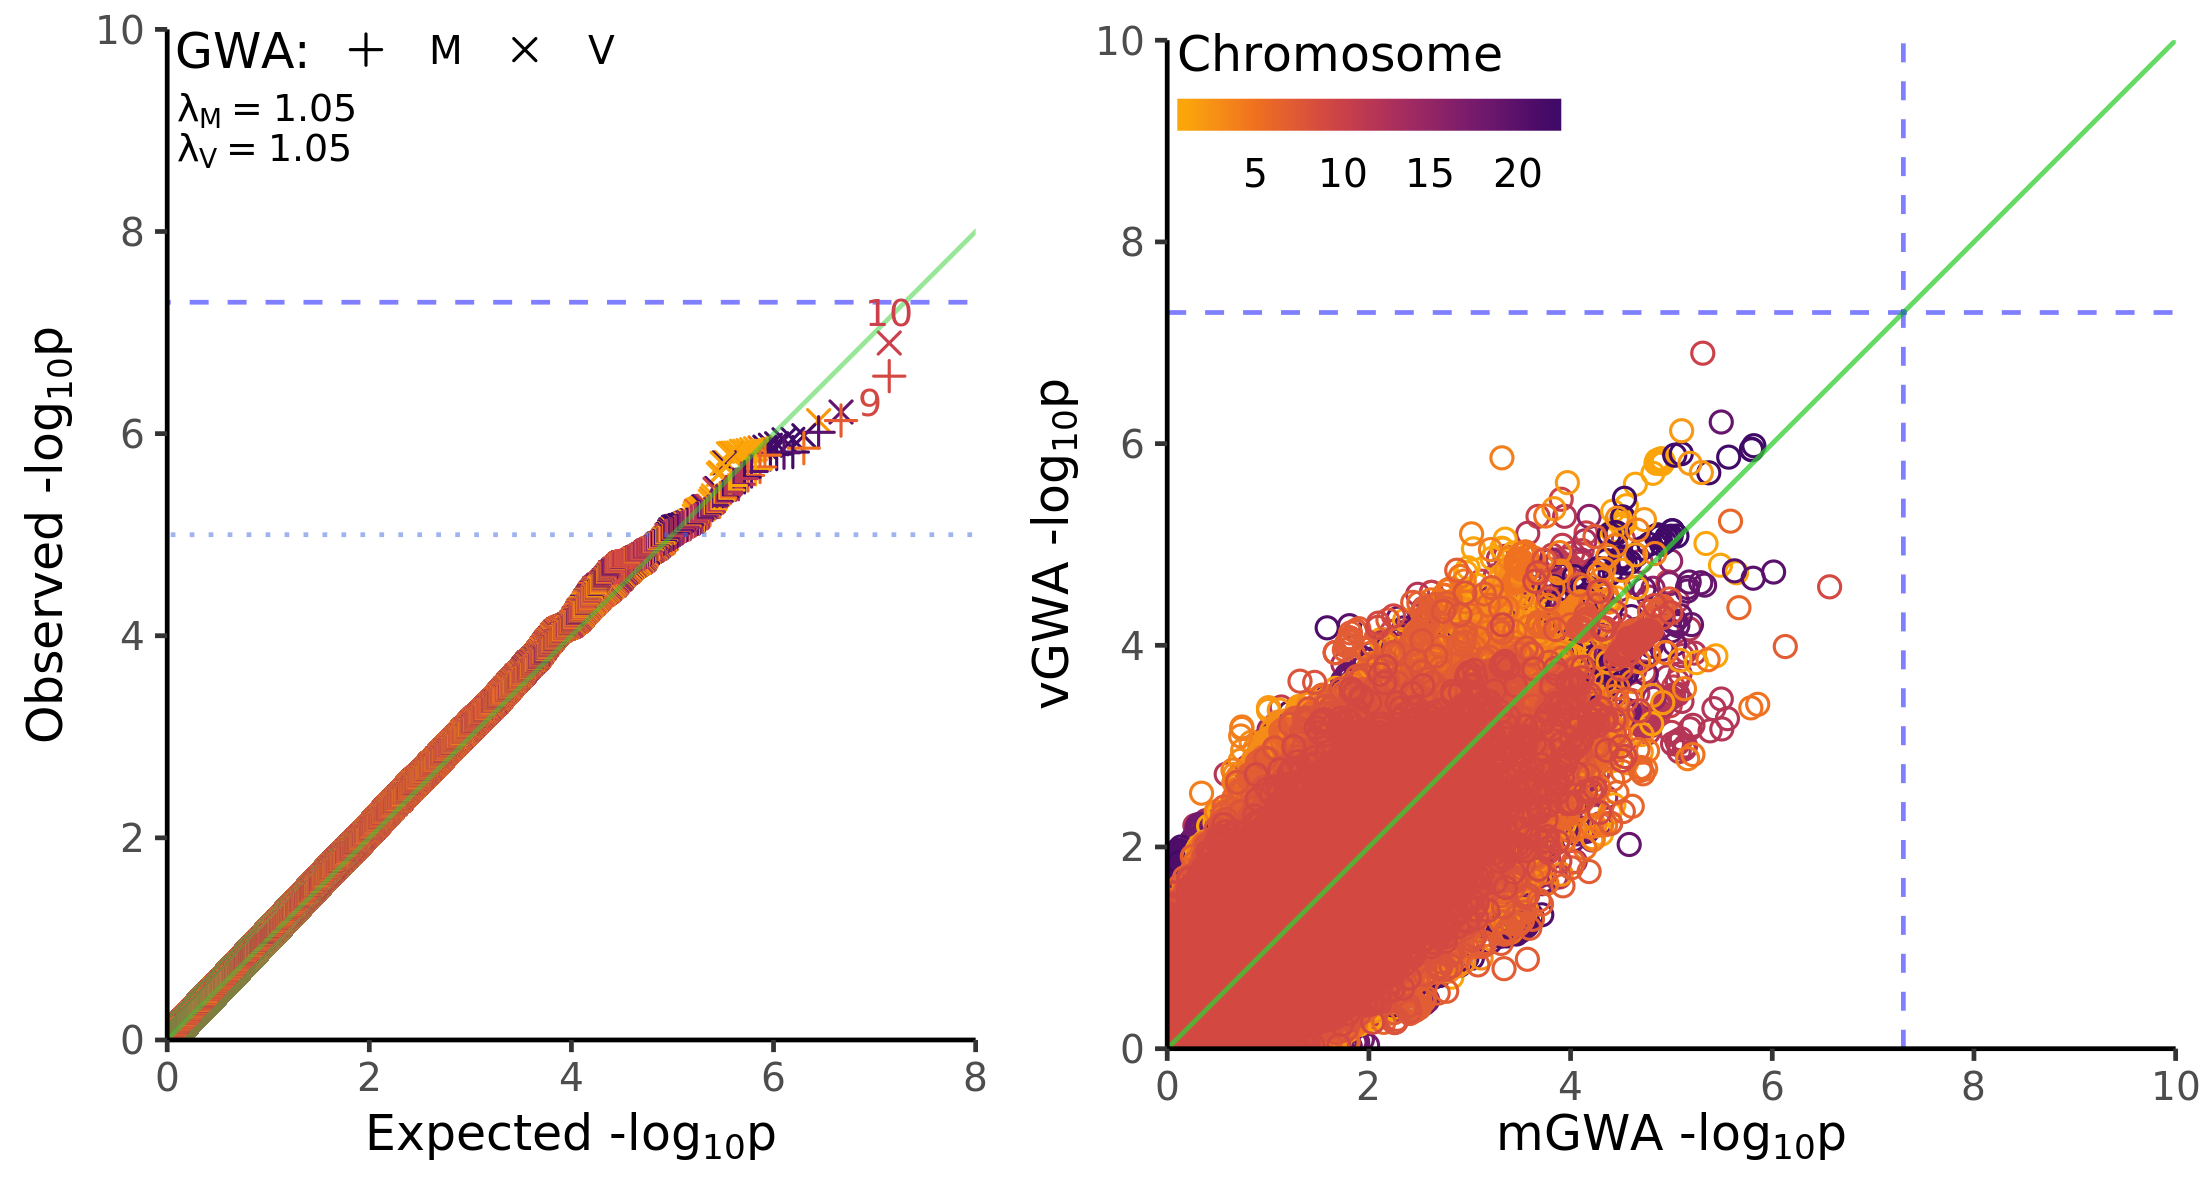 GWA: + M × V
λM = 1.05
λV = 1.05
10
8
6
4
2
0
10
9
0 2 4 6 8
Expected -log10p
Observed -log10p
Chromosome
5 10 15 20
10
8
6
4
2
0
0 2 4 6 8 10
mGWA -log10p
vGWA -log10p